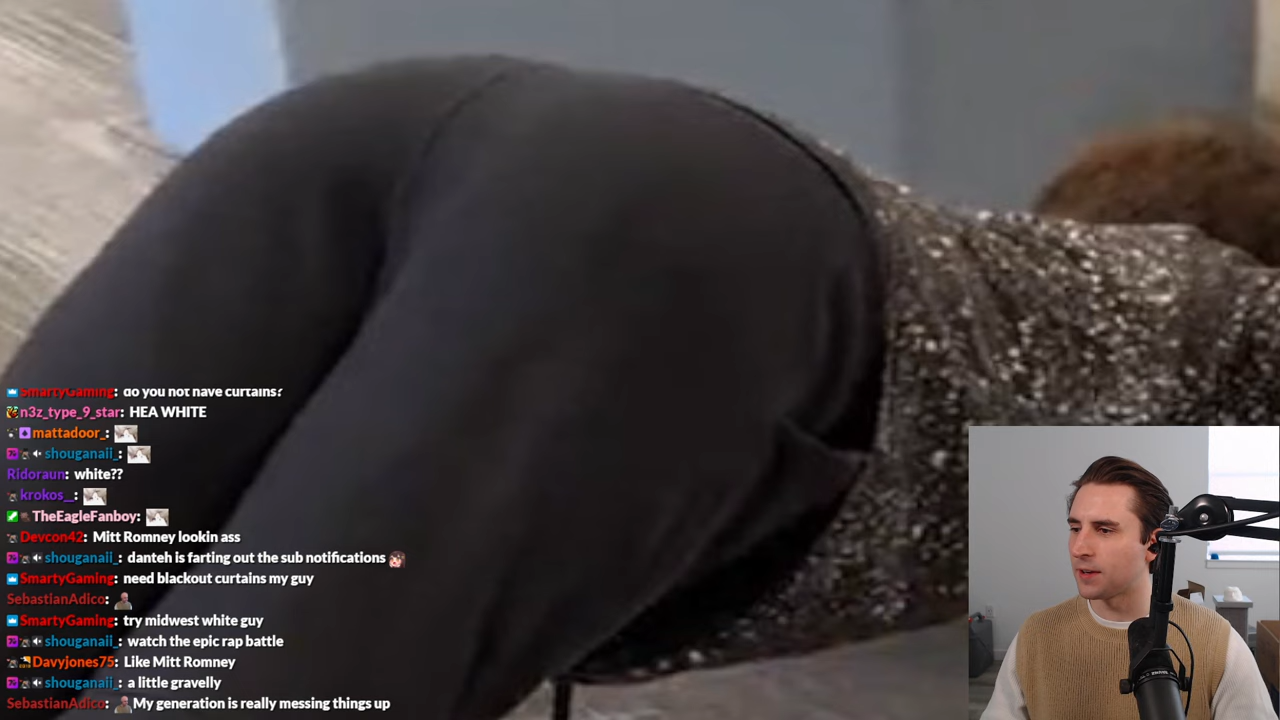 SmartyGaming: do you not have curtains?
n3z_type_9_star: HEA WHITE
mattadoor_:
shouganaii_:
Ridoraun: white??
krokos__:
TheEagleFanboy:
Devcon42: Mitt Romney lookin ass
shouganaii_: danteh is farting out the sub notifications
SmartyGaming: need blackout curtains my guy
SebastianAdico:
SmartyGaming: try midwest white guy
shouganaii_: watch the epic rap battle
Davyjones75: Like Mitt Romney
shouganaii_: a little gravelly
SebastianAdico: My generation is really messing things up